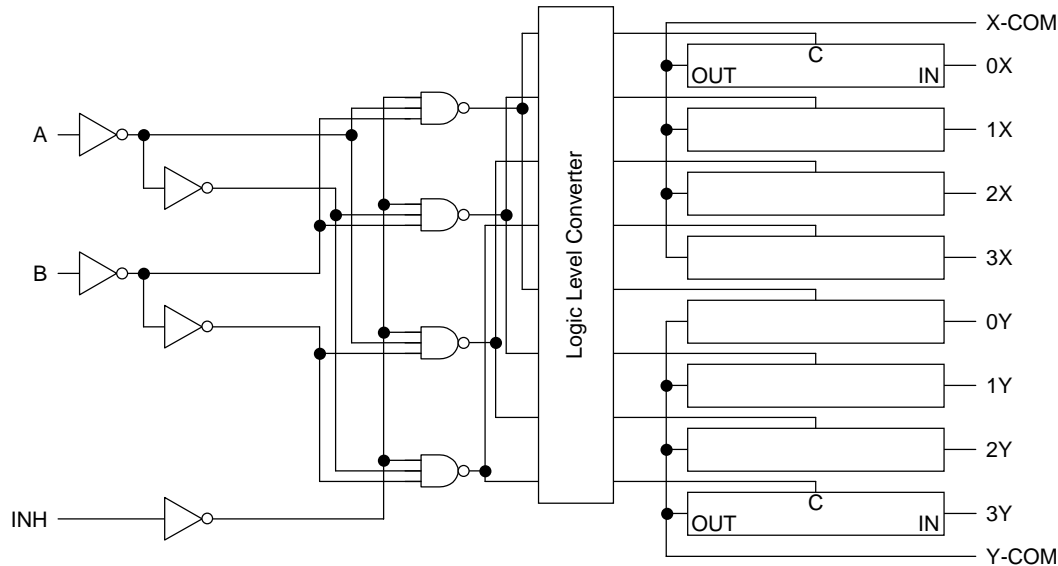 X-COM
C
OUT
IN
0X
A
1X
2X
3X
B
Logic Level Converter
0Y
1Y
2Y
C
OUT
IN
3Y
INH
Y-COM